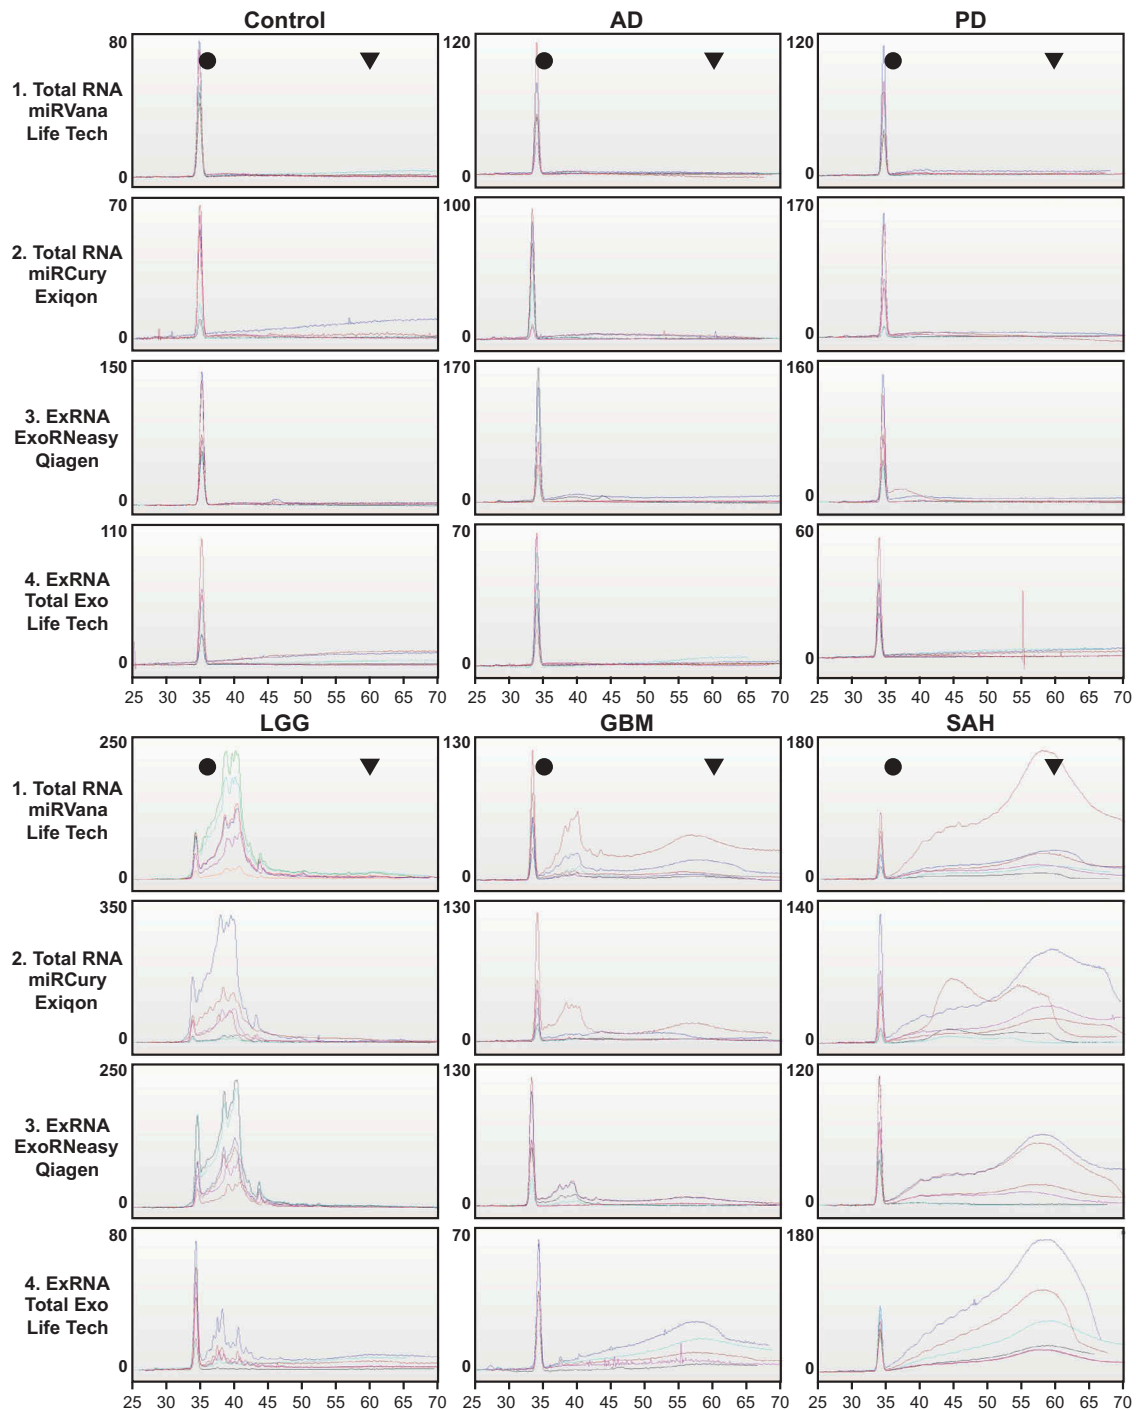 Control AD PD
80 120 120
1. Total RNA
miRVana
Life Tech
0 0 0
70 100 170
2. Total RNA
miRCury
Exiqon
0 0 0
150 170 160
3. ExRNA
ExoRNeasy
Qiagen
0 0 0
110 70 60
4. ExRNA
Total Exo
Life Tech
0 0 0
25 30 35 40 45 50 55 60 65 70 25 30 35 40 45 50 55 60 65 70 25 30 35 40 45 50 55 60 65 70
LGG GBM SAH
250 130 180
1. Total RNA
miRVana
Life Tech
0 0 0
350 130 140
2. Total RNA
miRCury
Exiqon
0 0 0
250 130 120
3. ExRNA
ExoRNeasy
Qiagen
0 0 0
80 70 180
4. ExRNA
Total Exo
Life Tech
0 0 0
25 30 35 40 45 50 55 60 65 70 25 30 35 40 45 50 55 60 65 70 25 30 35 40 45 50 55 60 65 70